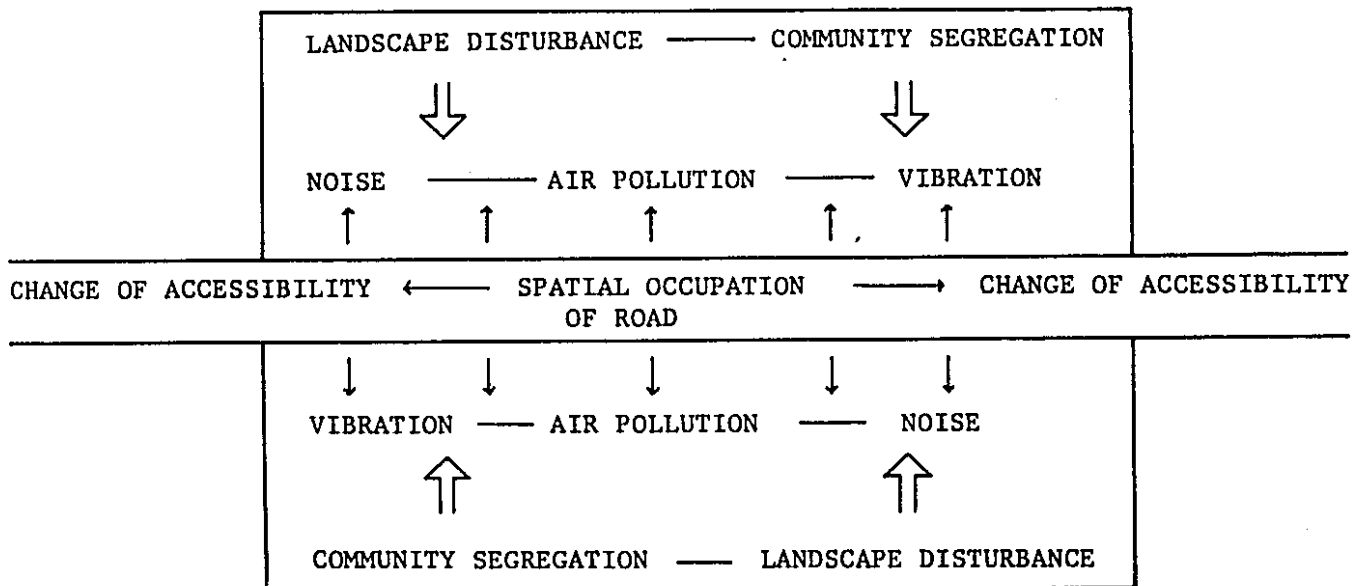 LANDSCAPE DISTURBANCE COMMUNITY SEGREGATION
NOISE AIR POLLUTION VIBRATION
CHANGE OF ACCESSIBILITY SPATIAL OCCUPATION CHANGE OF ACCESSIBILITY
OF ROAD
VIBRATION AIR POLLUTION NOISE
COMMUNITY SEGREGATION LANDSCAPE DISTURBANCE